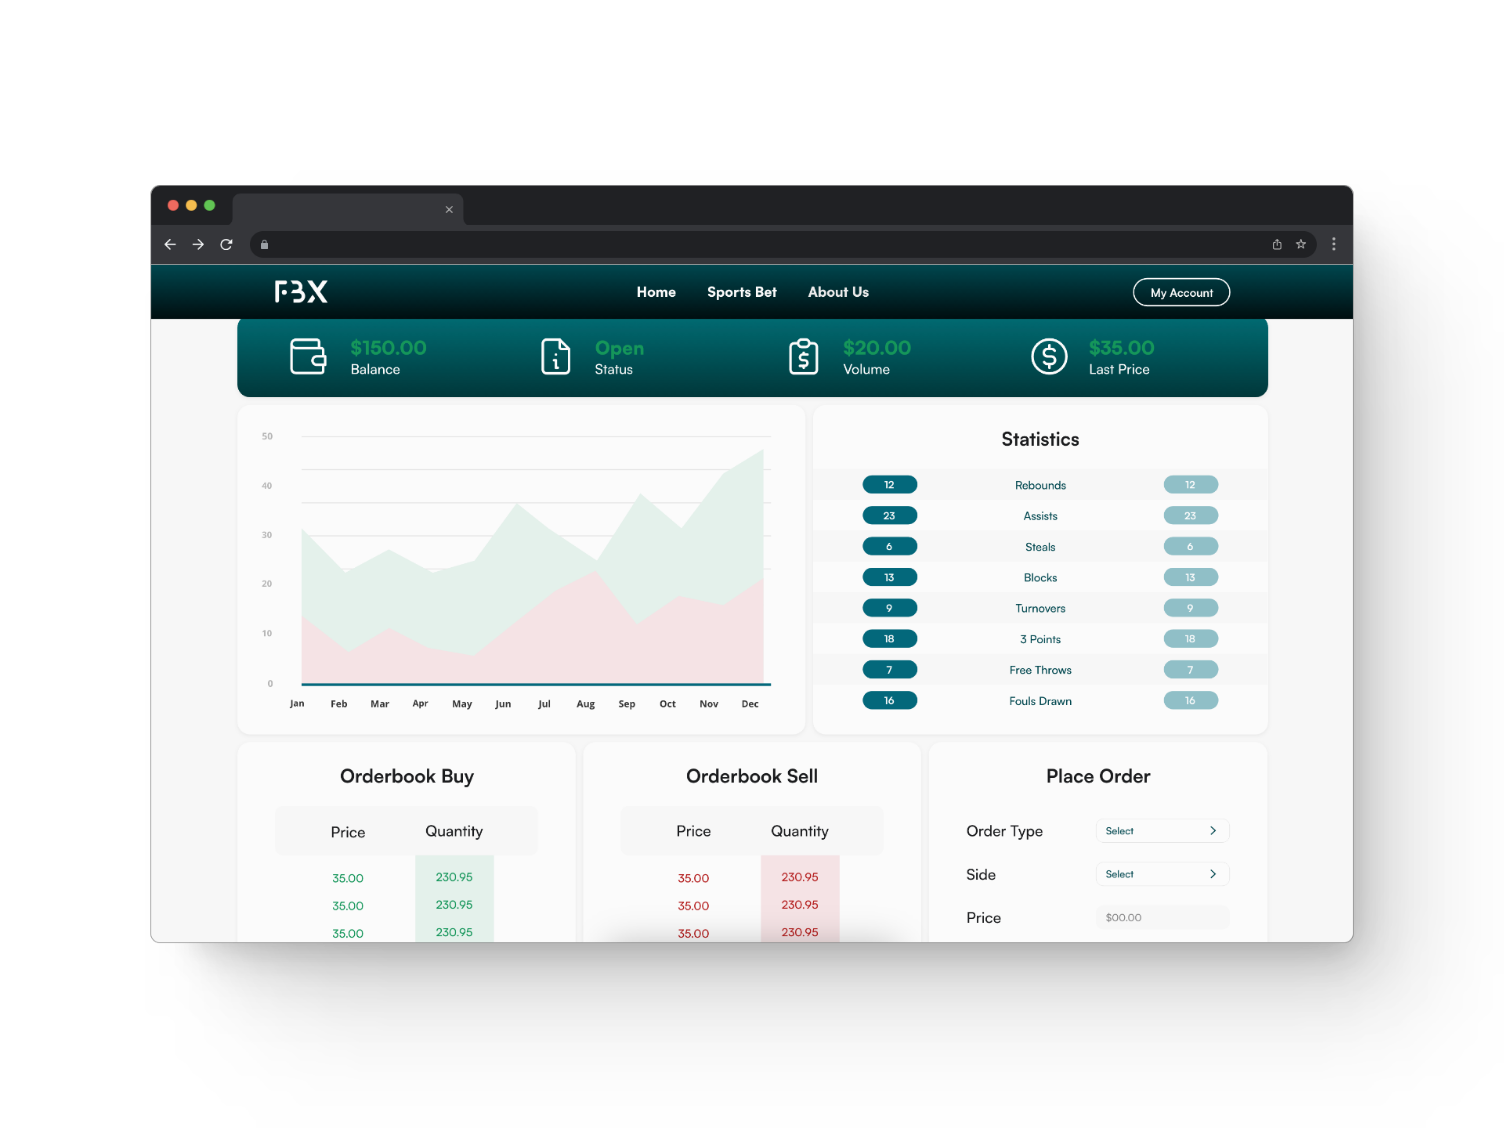 FBX
Home Sports Bet About Us
My Account
$150.00
Balance
Open
Status
$20.00
Volume
$35.00
Last Price
50
40
30
20
10
0
Jan Feb Mar Apr May Jun Jul Aug Sep Oct Nov Dec
Statistics
12 Rebounds 12
23 Assists 23
6 Steals 6
13 Blocks 13
9 Turnovers 9
18 3 Points 18
7 Free Throws 7
16 Fouls Drawn 16
Orderbook Buy
Price Quantity
35.00 230.95
35.00 230.95
35.00 230.95
Orderbook Sell
Price Quantity
35.00 230.95
35.00 230.95
35.00 230.95
Place Order
Order Type Select
Side Select
Price $00.00